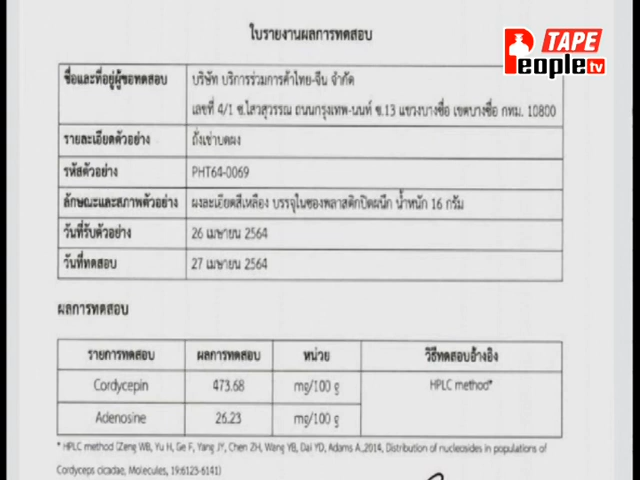 ใบรายงานผลการทดสอบ
TAPE
People tv
ชื่อและที่อยู่ผู้ขอทดสอบ บริษัท บริการร่วมการค้าไทย-จีน จำกัด
เลขที่ 4/1 ซ.ไสวสุวรรณ ถนนกรุงเทพ-นนท์ ซ.13 แขวงบางซื่อ เขตบางซื่อ กทม. 10800
รายละเอียดตัวอย่าง ถั่งเช่าบดผง
รหัสตัวอย่าง PHT64-0069
ลักษณะและสภาพตัวอย่าง ผงละเอียดสีเหลือง บรรจุในซองพลาสติกปิดผนึก น้ำหนัก 16 กรัม
วันที่รับตัวอย่าง 26 เมษายน 2564
วันที่ทดสอบ 27 เมษายน 2564
ผลการทดสอบ
รายการทดสอบ ผลการทดสอบ หน่วย วิธีทดสอบอ้างอิง
Cordycepin 473.68 mg/100 g HPLC method*
Adenosine 26.23 mg/100 g
* HPLC method (Zeng WB, Yu H, Ge F, Yang JY, Chen ZH, Wang YB, Dai YD, Adams A.,2014, Distribution of nucleosides in populations of
Cordyceps cicadae, Molecules, 19:6123-6141)